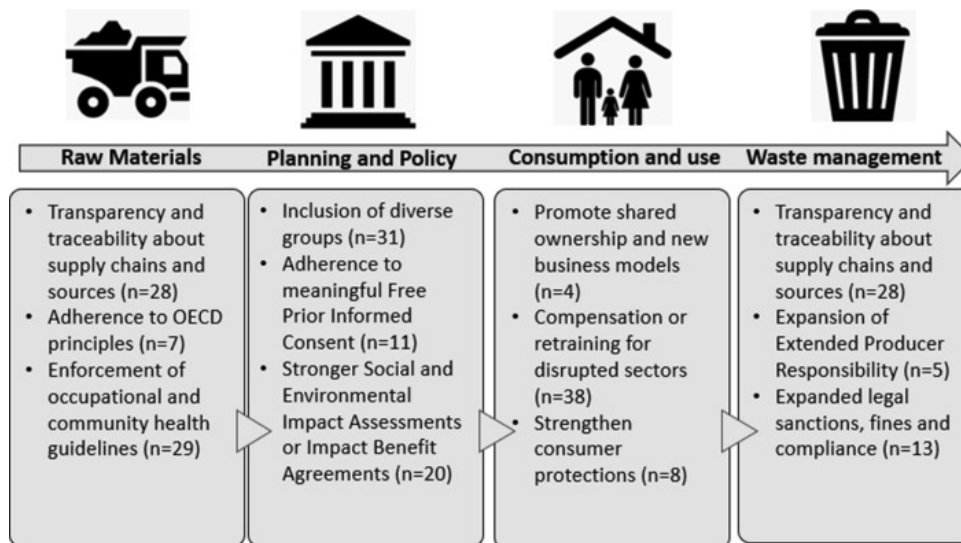 Raw Materials
Planning and Policy
Consumption and use
Waste management
• Transparency and
traceability about
supply chains and
sources (n=28)
• Adherence to OECD
principles (n=7)
• Enforcement of
occupational and
community health
guidelines (n=29)
• Inclusion of diverse
groups (n=31)
• Adherence to
meaningful Free
Prior Informed
Consent (n=11)
• Stronger Social and
Environmental
Impact Assessments
or Impact Benefit
Agreements (n=20)
• Promote shared
ownership and new
business models
(n=4)
• Compensation or
retraining for
disrupted sectors
(n=38)
• Strengthen
consumer
protections (n=8)
• Transparency and
traceability about
supply chains and
sources (n=28)
• Expansion of
Extended Producer
Responsibility (n=5)
• Expanded legal
sanctions, fines and
compliance (n=13)